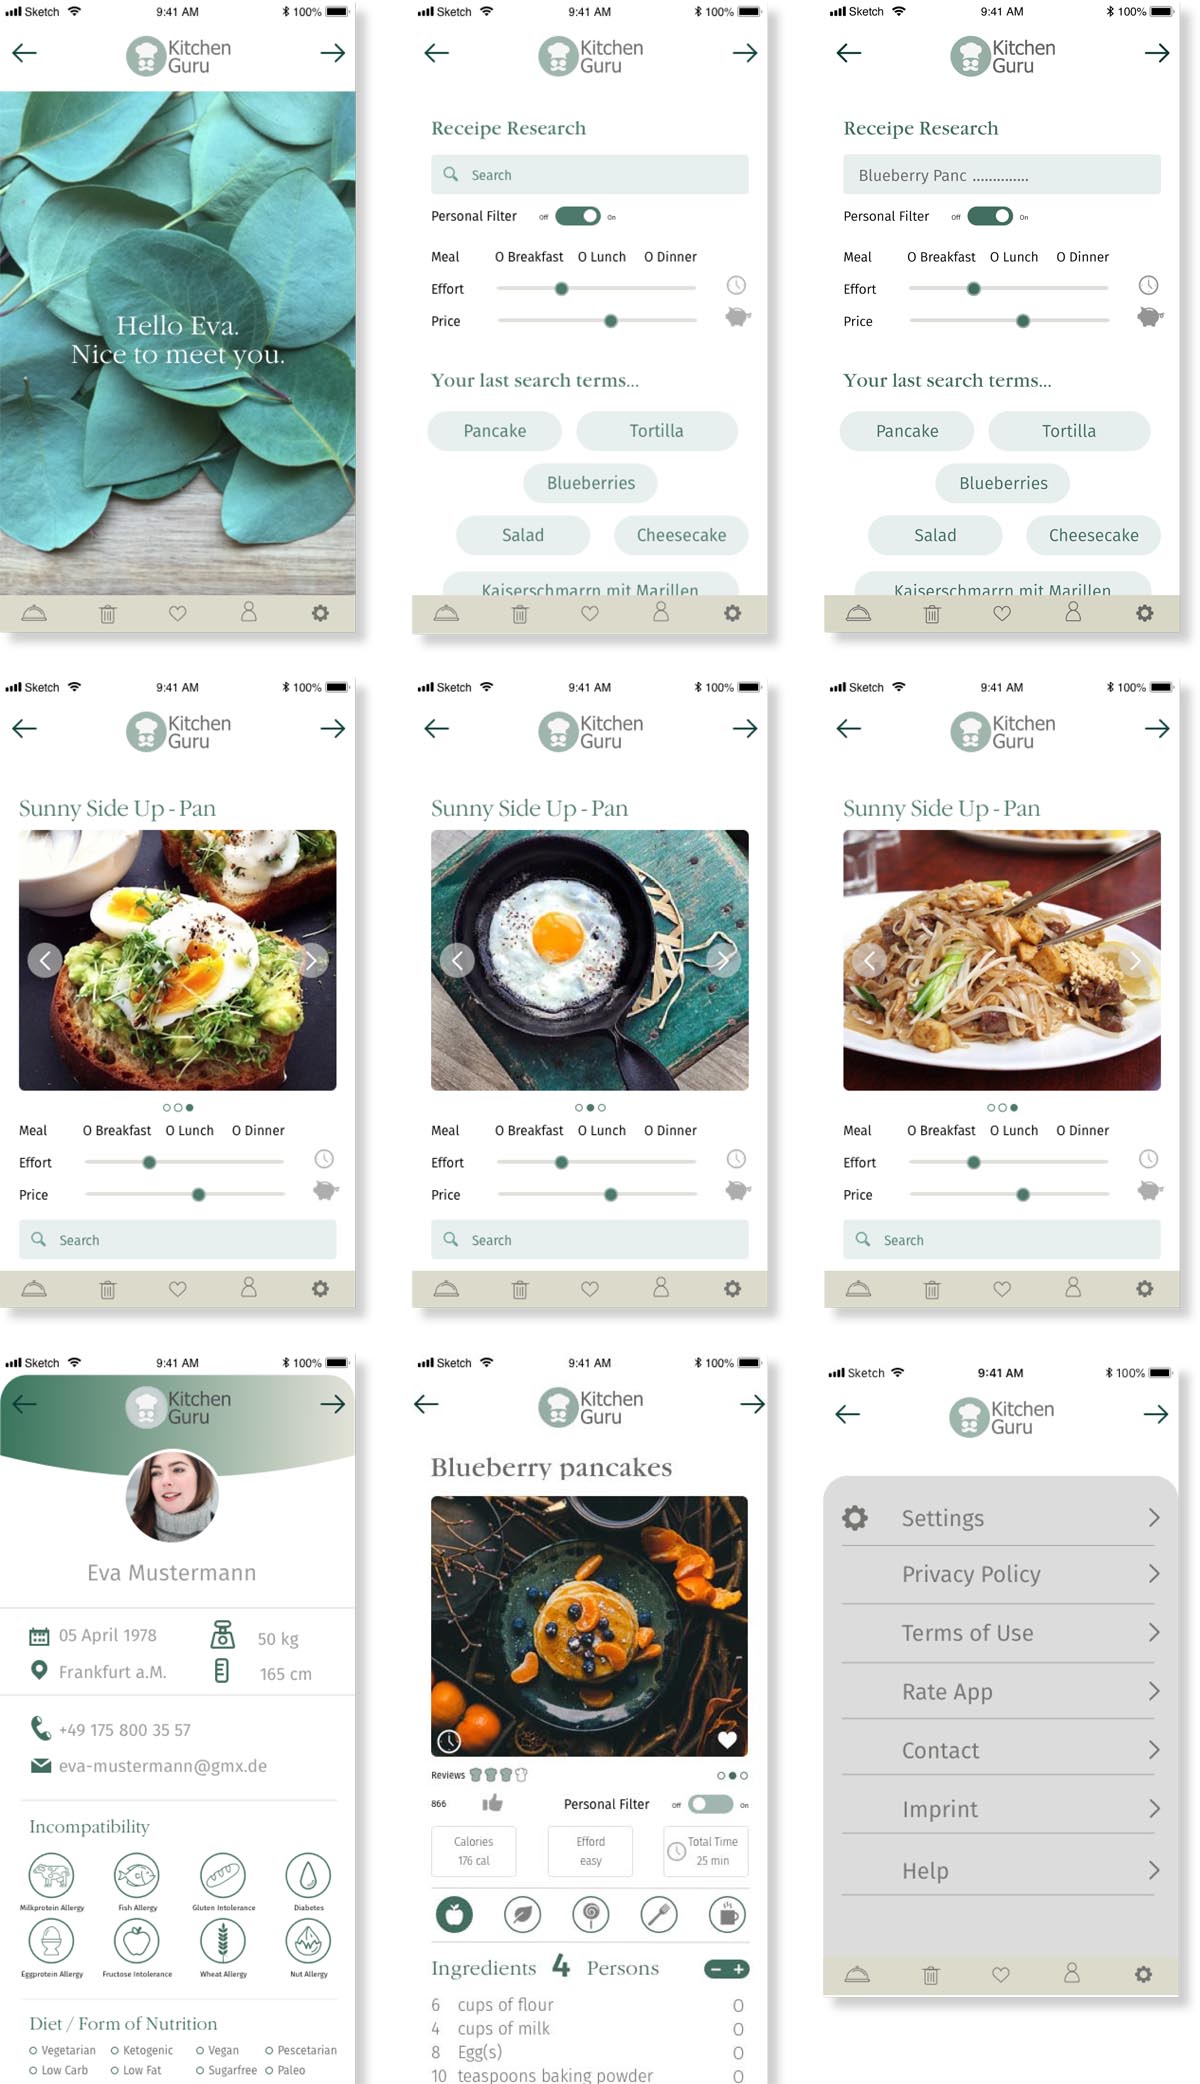 Sketch 9:41 AM 100%
Kitchen
Guru
Hello Eva.
Nice to meet you.
Sketch 9:41 AM 100%
Kitchen
Guru
Receipe Research
Search
Personal Filter Off On
Meal O Breakfast O Lunch O Dinner
Effort
Price
Your last search terms...
Pancake Tortilla
Blueberries
Salad Cheesecake
Kaiserschmarrn mit Marillen
Sketch 9:41 AM 100%
Kitchen
Guru
Receipe Research
Blueberry Panc ..............
Personal Filter Off On
Meal O Breakfast O Lunch O Dinner
Effort
Price
Your last search terms...
Pancake Tortilla
Blueberries
Salad Cheesecake
Kaiserschmarrn mit Marillen
Sketch 9:41 AM 100%
Kitchen
Guru
Sunny Side Up - Pan
Meal O Breakfast O Lunch O Dinner
Effort
Price
Search
Sketch 9:41 AM 100%
Kitchen
Guru
Sunny Side Up - Pan
Meal O Breakfast O Lunch O Dinner
Effort
Price
Search
Sketch 9:41 AM 100%
Kitchen
Guru
Sunny Side Up - Pan
Meal O Breakfast O Lunch O Dinner
Effort
Price
Search
Sketch 9:41 AM 100%
Kitchen
Guru
Eva Mustermann
05 April 1978 50 kg
Frankfurt a.M. 165 cm
+49 175 800 35 57
eva-mustermann@gmx.de
Incompatibility
Milkprotein Allergy Fish Allergy Gluten Intolerance Diabetes
Eggprotein Allergy Fructose Intolerance Wheat Allergy Nut Allergy
Diet / Form of Nutrition
Vegetarian Ketogenic Vegan Pescetarian
Low Carb Low Fat Sugarfree Paleo
Sketch 9:41 AM 100%
Kitchen
Guru
Blueberry pancakes
Reviews
866 Personal Filter Off On
Calories Efford Total Time
176 cal easy 25 min
Ingredients 4 Persons - +
6 cups of flour O
4 cups of milk O
8 Egg(s) O
10 teaspoons baking powder O
Sketch 9:41 AM 100%
Kitchen
Guru
Settings
Privacy Policy
Terms of Use
Rate App
Contact
Imprint
Help